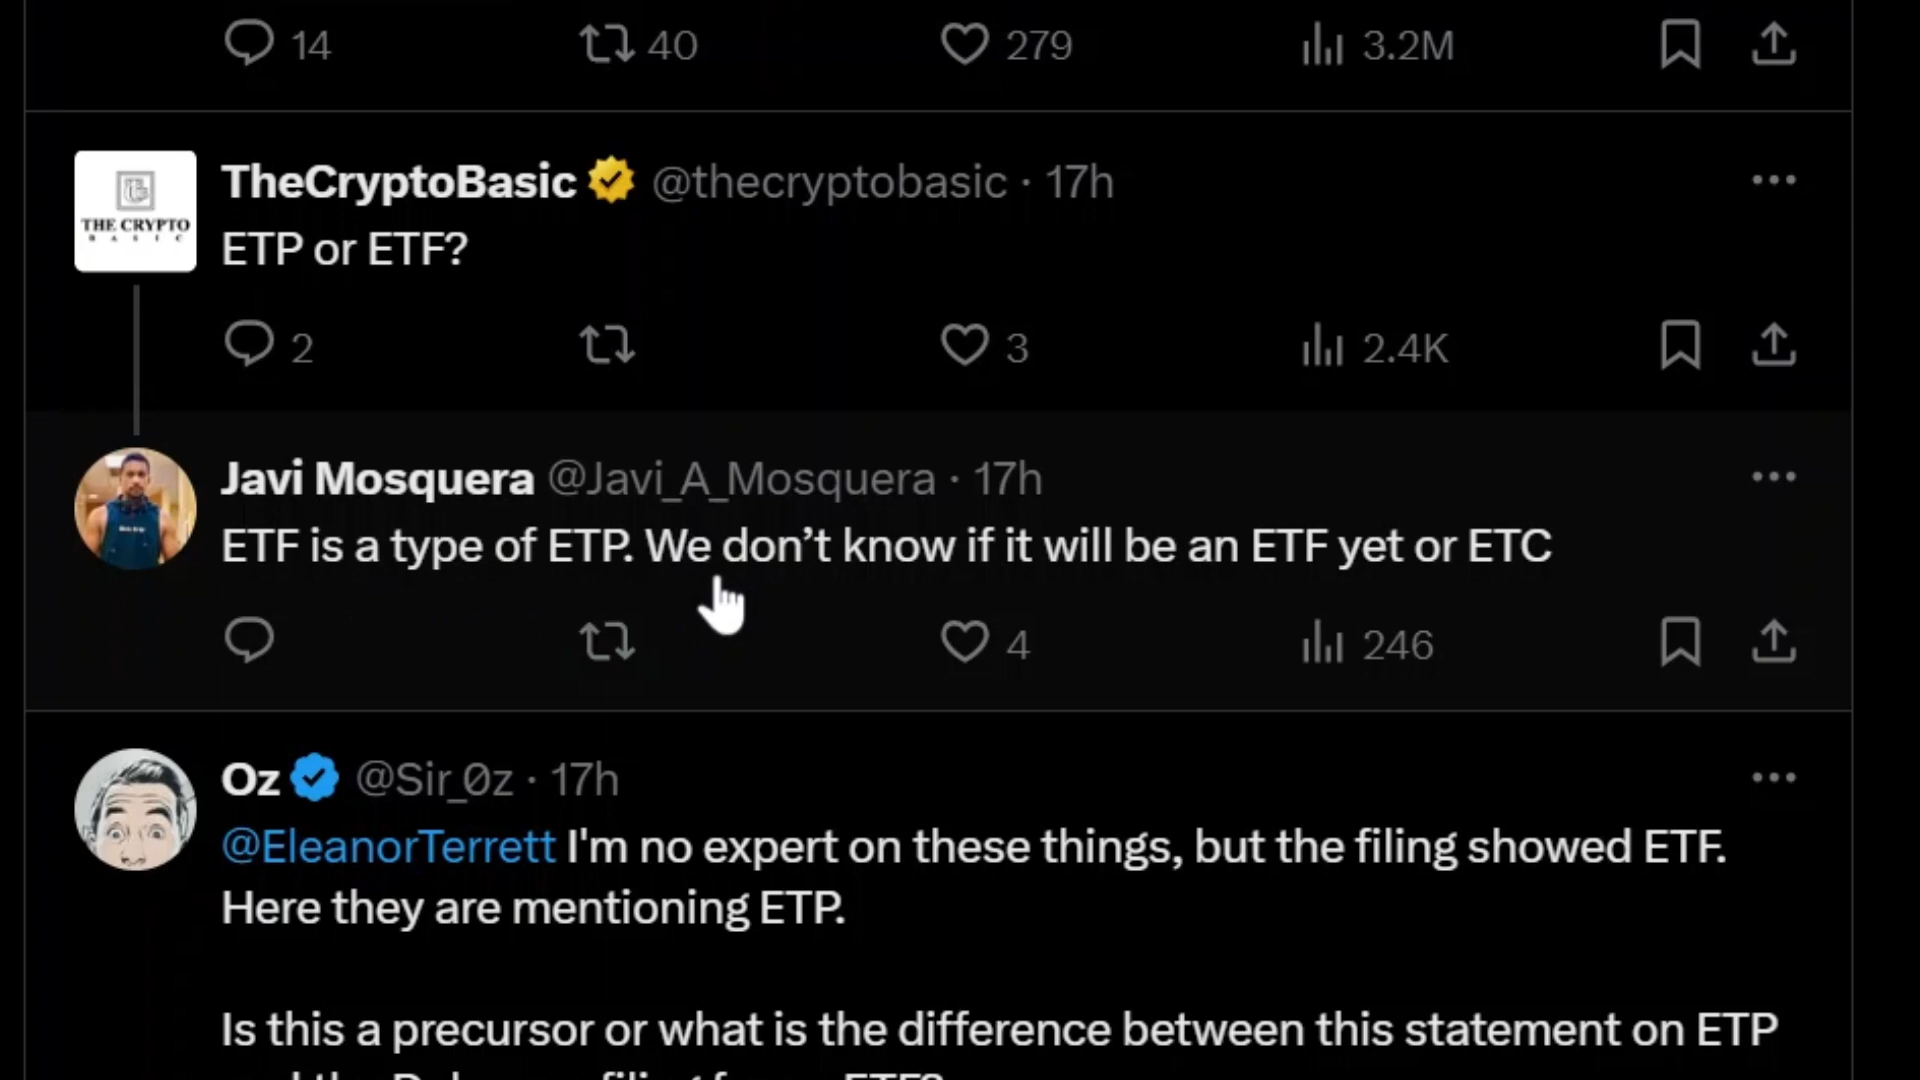 14 40 279 3.2M
THE CRYPTO
BASIC
TheCryptoBasic @thecryptobasic · 17h
ETP or ETF?
2 3 2.4K
Javi Mosquera @Javi_A_Mosquera · 17h
ETF is a type of ETP. We don’t know if it will be an ETF yet or ETC
4 246
Oz @Sir_0z · 17h
@EleanorTerrett I'm no expert on these things, but the filing showed ETF.
Here they are mentioning ETP.
Is this a precursor or what is the difference between this statement on ETP